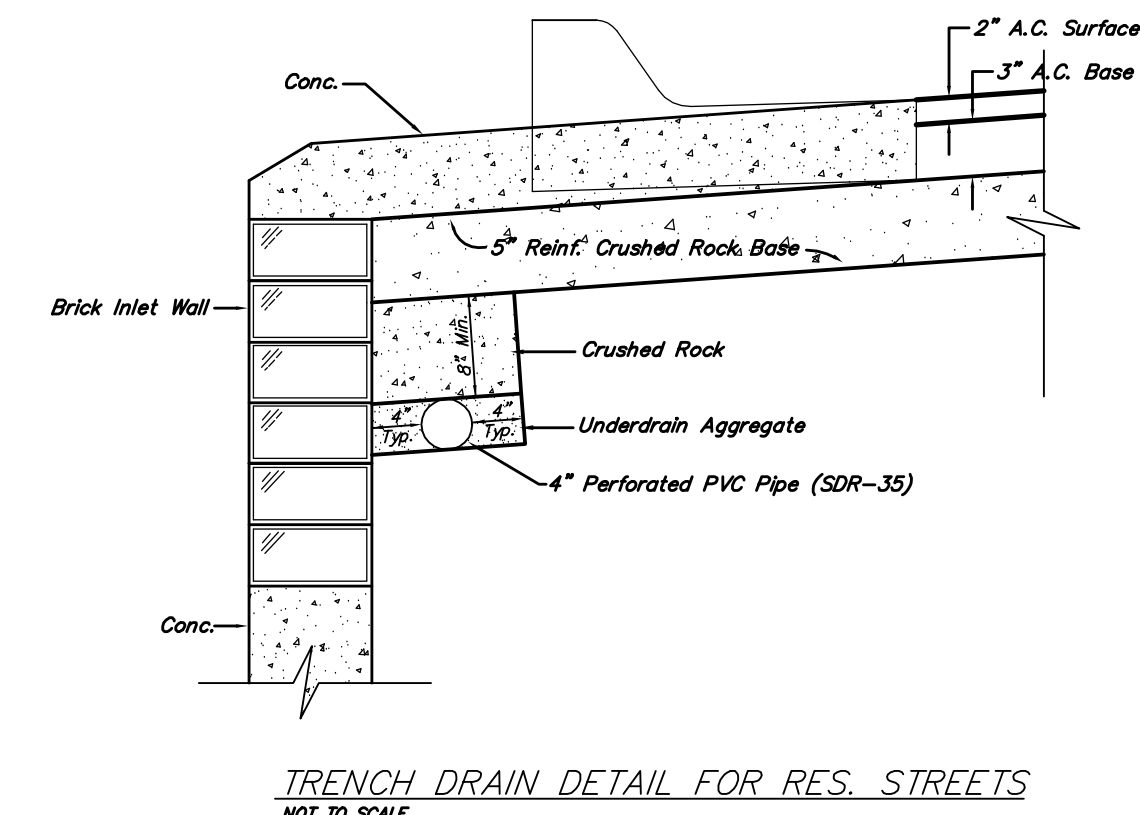 2" A.C. Surface
3" A.C. Base
Conc.
5" Reinf. Crushed Rock Base
Brick Inlet Wall
8" Min.
Crushed Rock
4"
Typ.
4"
Typ.
Underdrain Aggregate
4" Perforated PVC Pipe (SDR-35)
Conc.
TRENCH DRAIN DETAIL FOR RES. STREETS
NOT TO SCALE